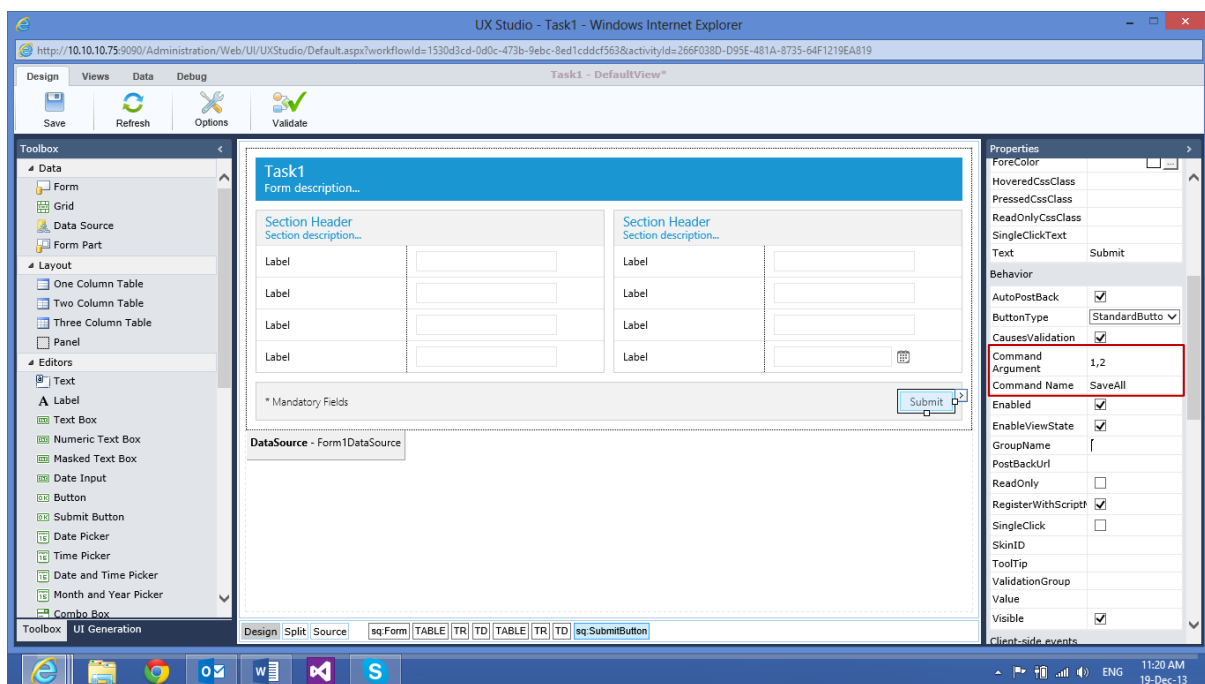 UX Studio - Task1 - Windows Internet Explorer
http://10.10.10.75:9090/Administration/Web/UI/UXStudio/Default.aspx?workflowId=1530d3cd-0d0c-473b-9ebc-8ed1cddcf563&activityId=266F038D-D95E-481A-8735-64F1219EA819
Design Views Data Debug
Task1 - DefaultView*
Save Refresh Options Validate
Toolbox
Data
Form
Grid
Data Source
Form Part
Layout
One Column Table
Two Column Table
Three Column Table
Panel
Editors
Text
A Label
Text Box
Numeric Text Box
Masked Text Box
Date Input
Button
Submit Button
Date Picker
Time Picker
Date and Time Picker
Month and Year Picker
Combo Box
Toolbox UI Generation
Task1
Form description...
Section Header
Section description...
Label
Label
Label
Label
Section Header
Section description...
Label
Label
Label
Label
* Mandatory Fields
Submit
DataSource - Form1DataSource
Design Split Source sq:Form TABLE TR TD TABLE TR TD sq:SubmitButton
Properties
ForeColor ...
HoveredCssClass
PressedCssClass
ReadOnlyCssClass
SingleClickText
Text Submit
Behavior
AutoPostBack
ButtonType StandardButto
CausesValidation
Command
Argument 1,2
Command Name SaveAll
Enabled
EnableViewState
GroupName
PostBackUrl
ReadOnly
RegisterWithScript
SingleClick
SkinID
ToolTip
ValidationGroup
Value
Visible
Client-side events
ENG
11:20 AM
19-Dec-13